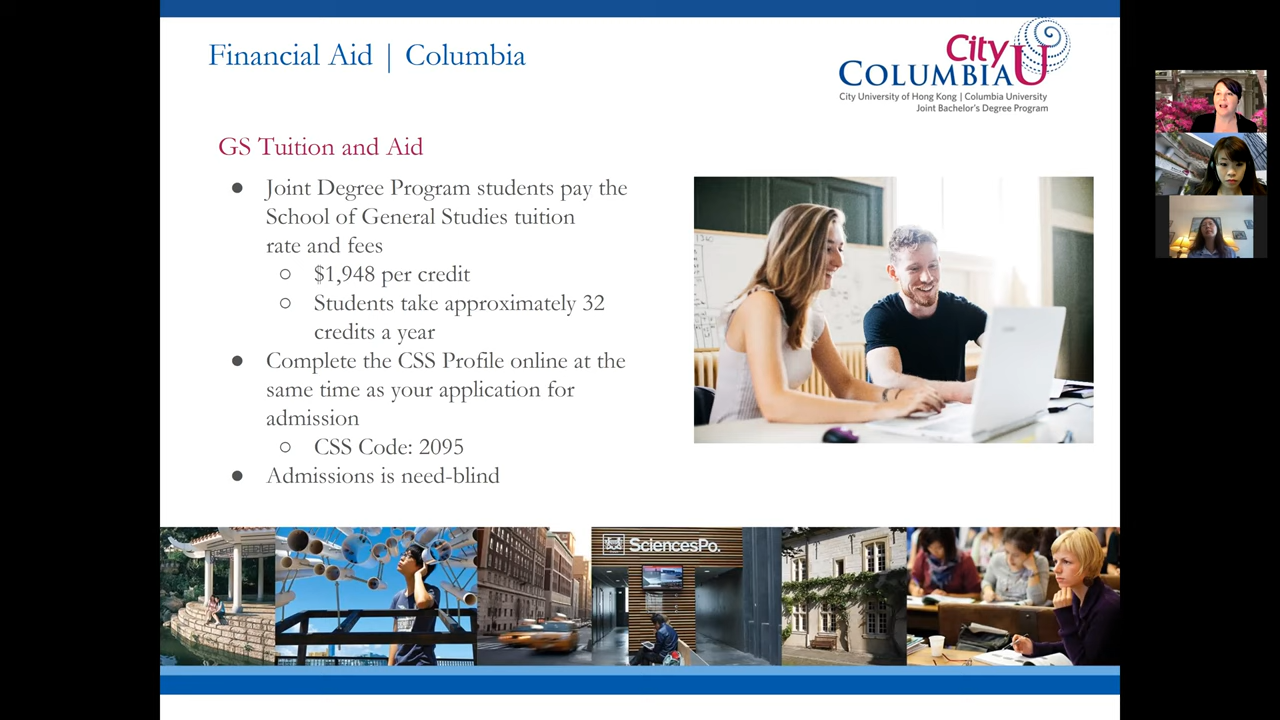 Financial Aid | Columbia
City
COLUMBIAU
City University of Hong Kong | Columbia University
Joint Bachelor's Degree Program
GS Tuition and Aid
● Joint Degree Program students pay the
School of General Studies tuition
rate and fees
○ $1,948 per credit
○ Students take approximately 32
credits a year
● Complete the CSS Profile online at the
same time as your application for
admission
○ CSS Code: 2095
● Admissions is need-blind
SciencesPo.